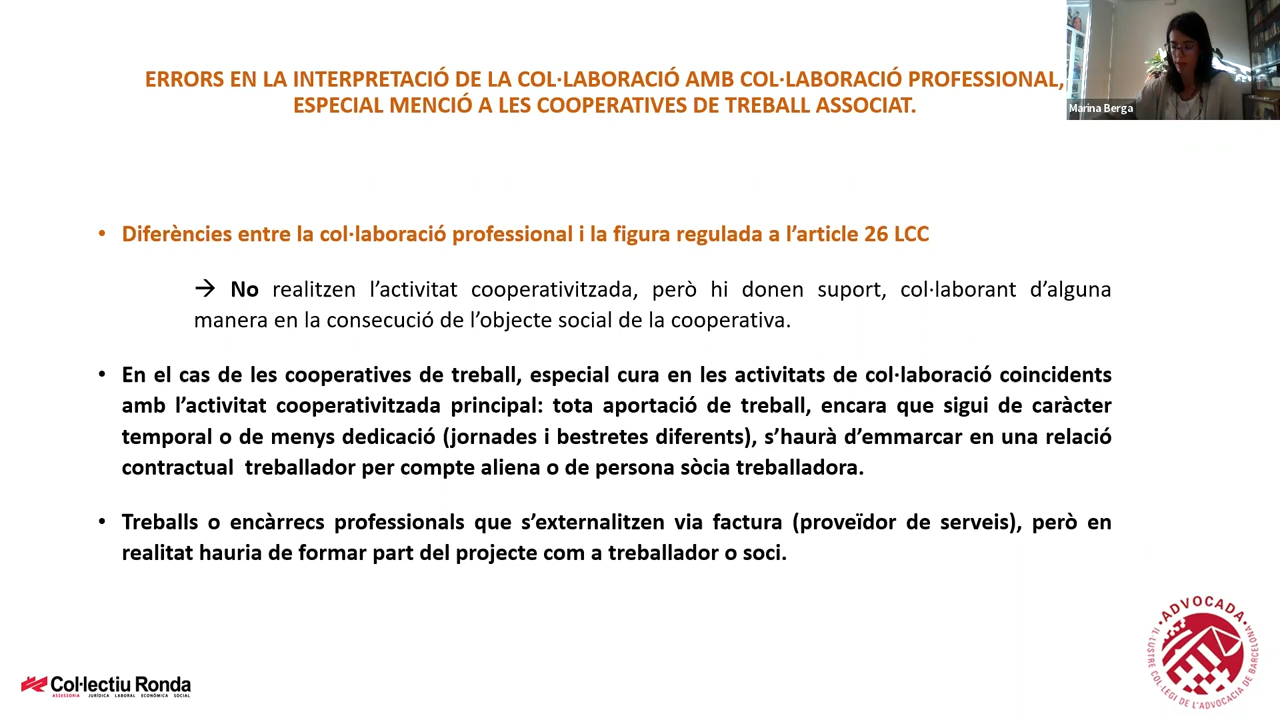 ERRORS EN LA INTERPRETACIÓ DE LA COL·LABORACIÓ AMB COL·LABORACIÓ PROFESSIONAL,
ESPECIAL MENCIÓ A LES COOPERATIVES DE TREBALL ASSOCIAT.
Marina Berga
• Diferències entre la col·laboració professional i la figura regulada a l’article 26 LCC
→ No realitzen l’activitat cooperativitzada, però hi donen suport, col·laborant d’alguna
manera en la consecució de l’objecte social de la cooperativa.
• En el cas de les cooperatives de treball, especial cura en les activitats de col·laboració coincidents
amb l’activitat cooperativitzada principal: tota aportació de treball, encara que sigui de caràcter
temporal o de menys dedicació (jornades i bestretes diferents), s’haurà d’emmarcar en una relació
contractual treballador per compte aliena o de persona sòcia treballadora.
• Treballs o encàrrecs professionals que s’externalitzen via factura (proveïdor de serveis), però en
realitat hauria de formar part del projecte com a treballador o soci.
Col·lectiu Ronda
ASSESSORIA JURÍDICA LABORAL ECONÒMICA SOCIAL
·ADVOCADA·
IL·LUSTRE COL·LEGI DE L'ADVOCACIA DE BARCELONA